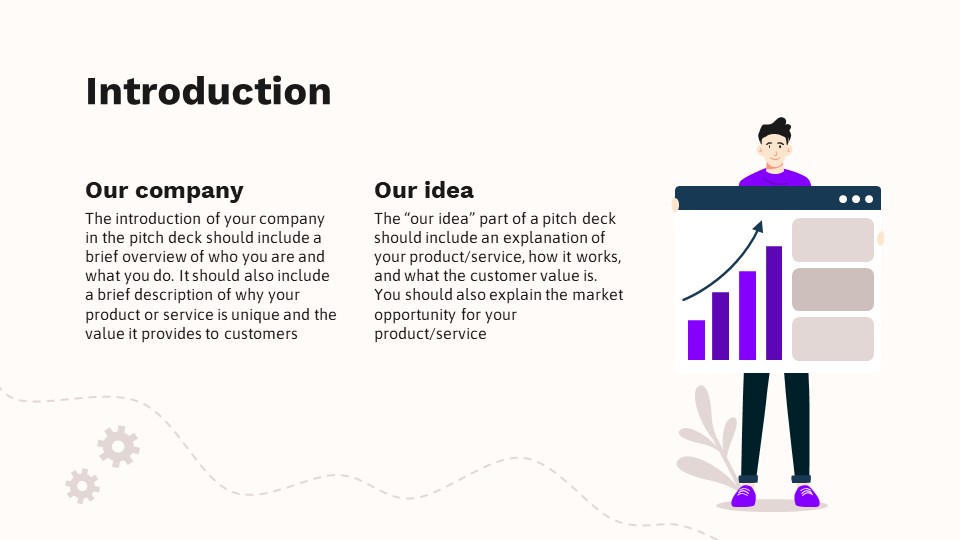 Introduction
Our company
The introduction of your company
in the pitch deck should include a
brief overview of who you are and
what you do. It should also include
a brief description of why your
product or service is unique and the
value it provides to customers
Our idea
The “our idea” part of a pitch deck
should include an explanation of
your product/service, how it works,
and what the customer value is.
You should also explain the market
opportunity for your
product/service